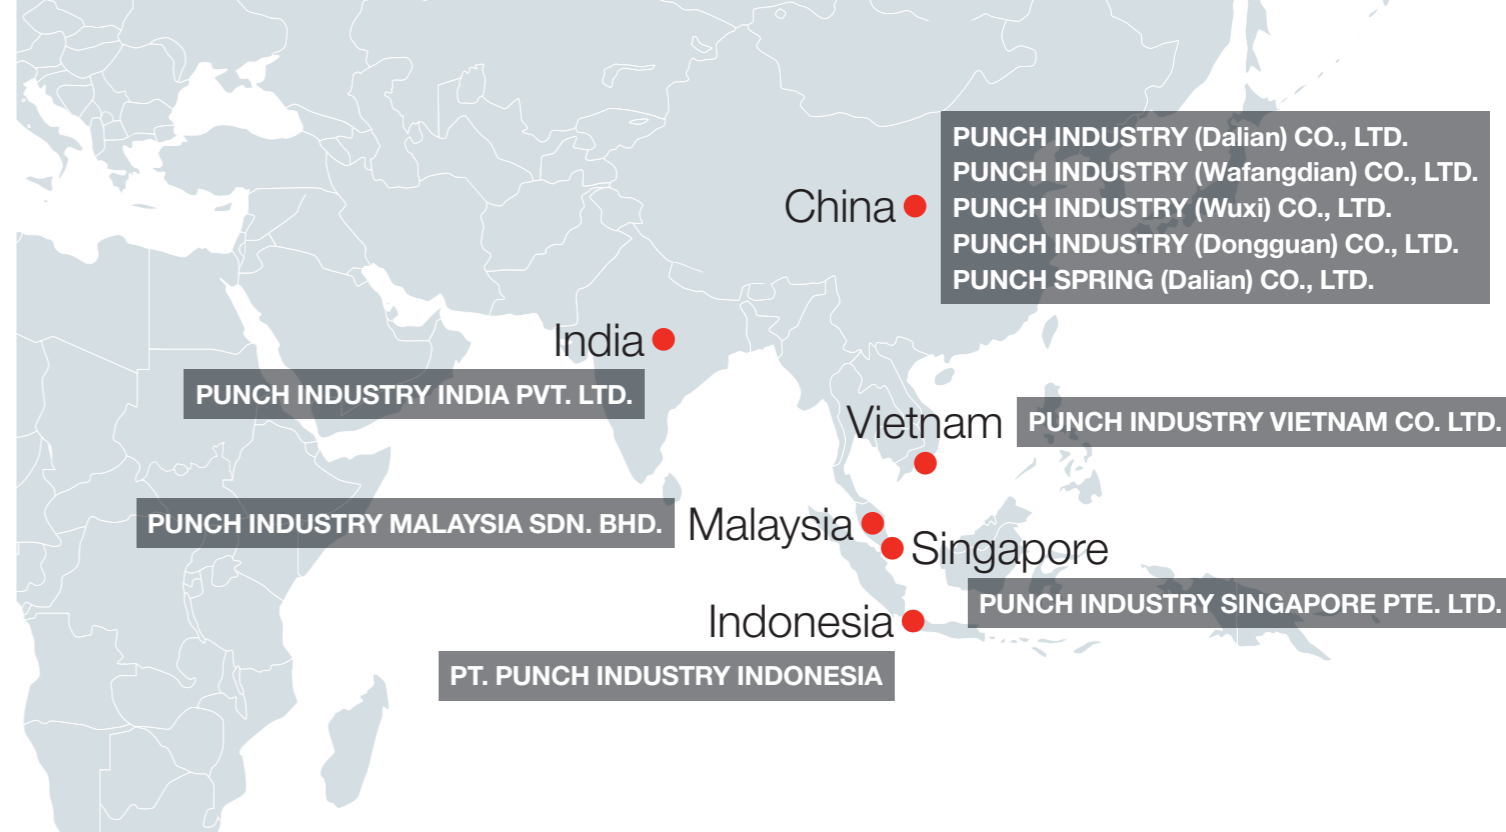 PUNCH INDUSTRY (Dalian) CO., LTD.
PUNCH INDUSTRY (Wafangdian) CO., LTD.
China
PUNCH INDUSTRY (Wuxi) CO., LTD.
PUNCH INDUSTRY (Dongguan) CO., LTD.
PUNCH SPRING (Dalian) CO., LTD.
India
PUNCH INDUSTRY INDIA PVT. LTD.
Vietnam
PUNCH INDUSTRY VIETNAM CO. LTD.
PUNCH INDUSTRY MALAYSIA SDN. BHD.
Malaysia
Singapore
PUNCH INDUSTRY SINGAPORE PTE. LTD.
Indonesia
PT. PUNCH INDUSTRY INDONESIA